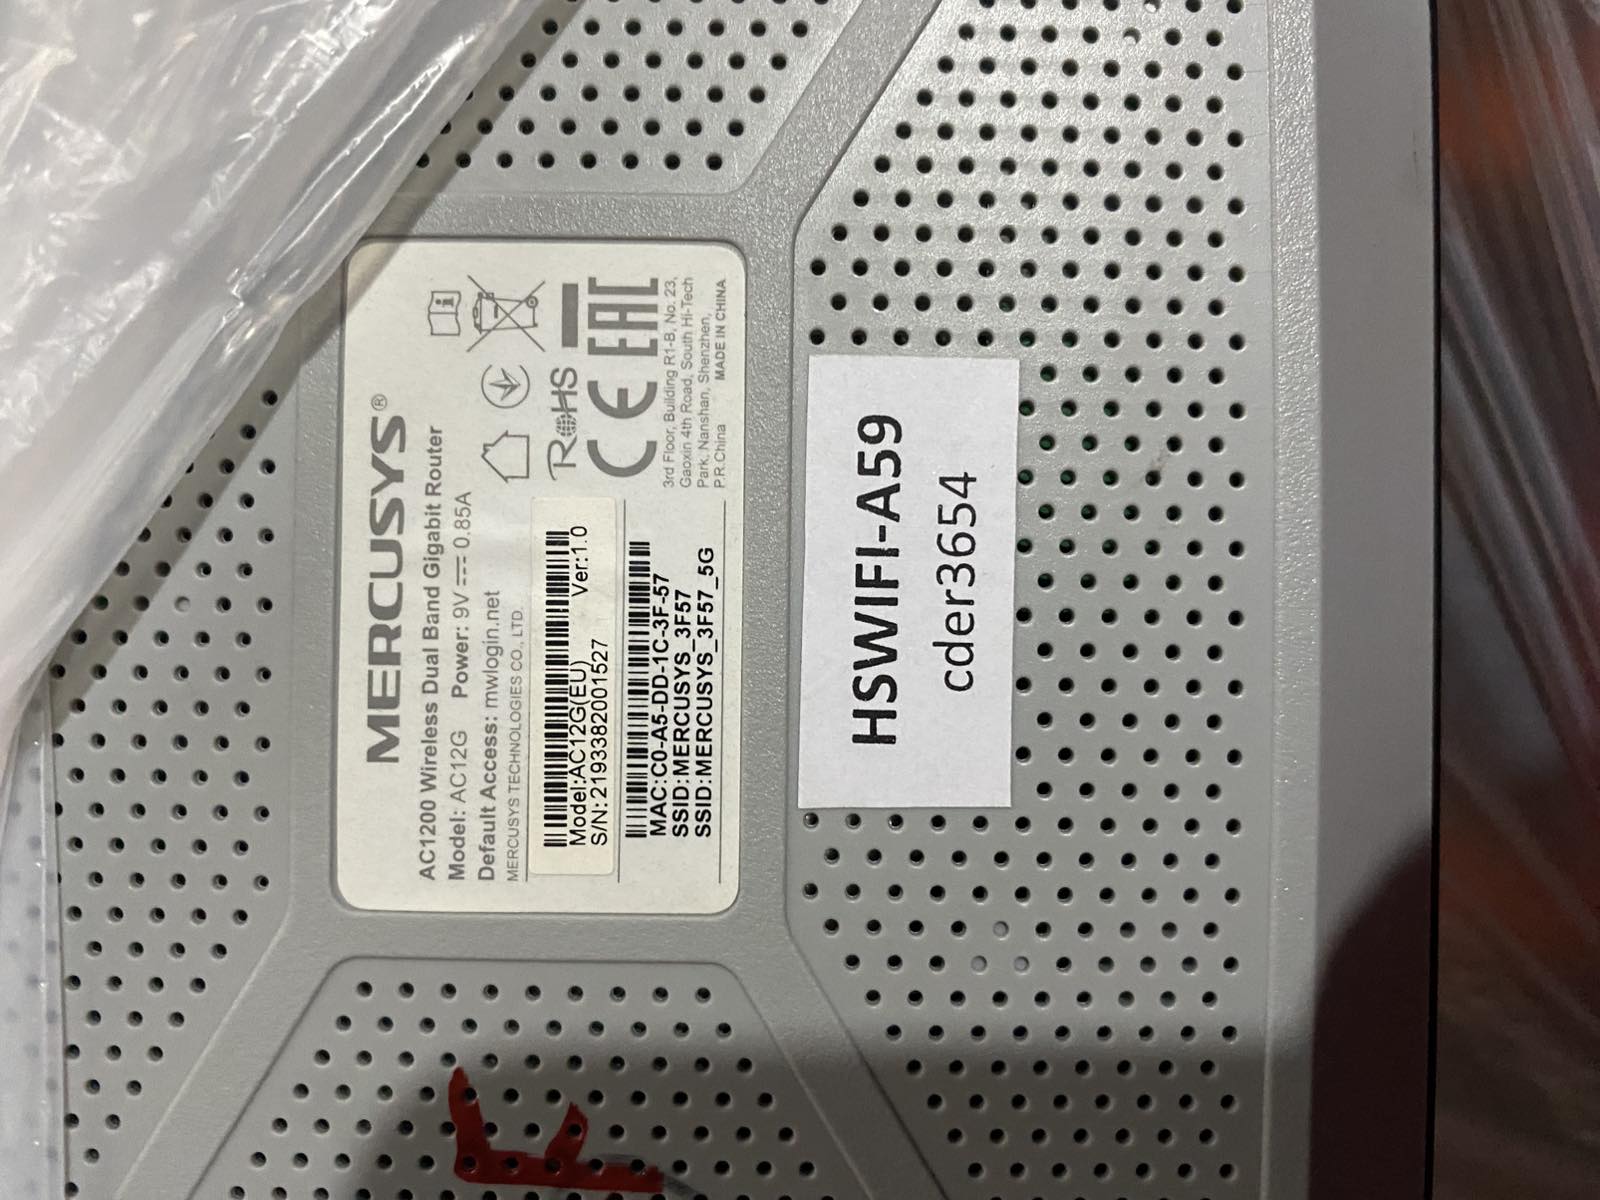 MERCUSYS®
AC1200 Wireless Dual Band Gigabit Router
Model: AC12G Power: 9V⎓0.85A
Default Access: mwlogin.net
MERCUSYS TECHNOLOGIES CO., LTD.
Model:AC12G(EU) Ver:1.0
S/N:2193382001527
MAC:C0-A5-DD-1C-3F-57
SSID:MERCUSYS_3F57
SSID:MERCUSYS_3F57_5G
RoHS
CE EAC
3rd Floor, Building R1-B, No. 23,
Gaoxin 4th Road, South Hi-Tech
Park, Nanshan, Shenzhen,
P.R.China MADE IN CHINA
HSWIFI-A59
cder3654